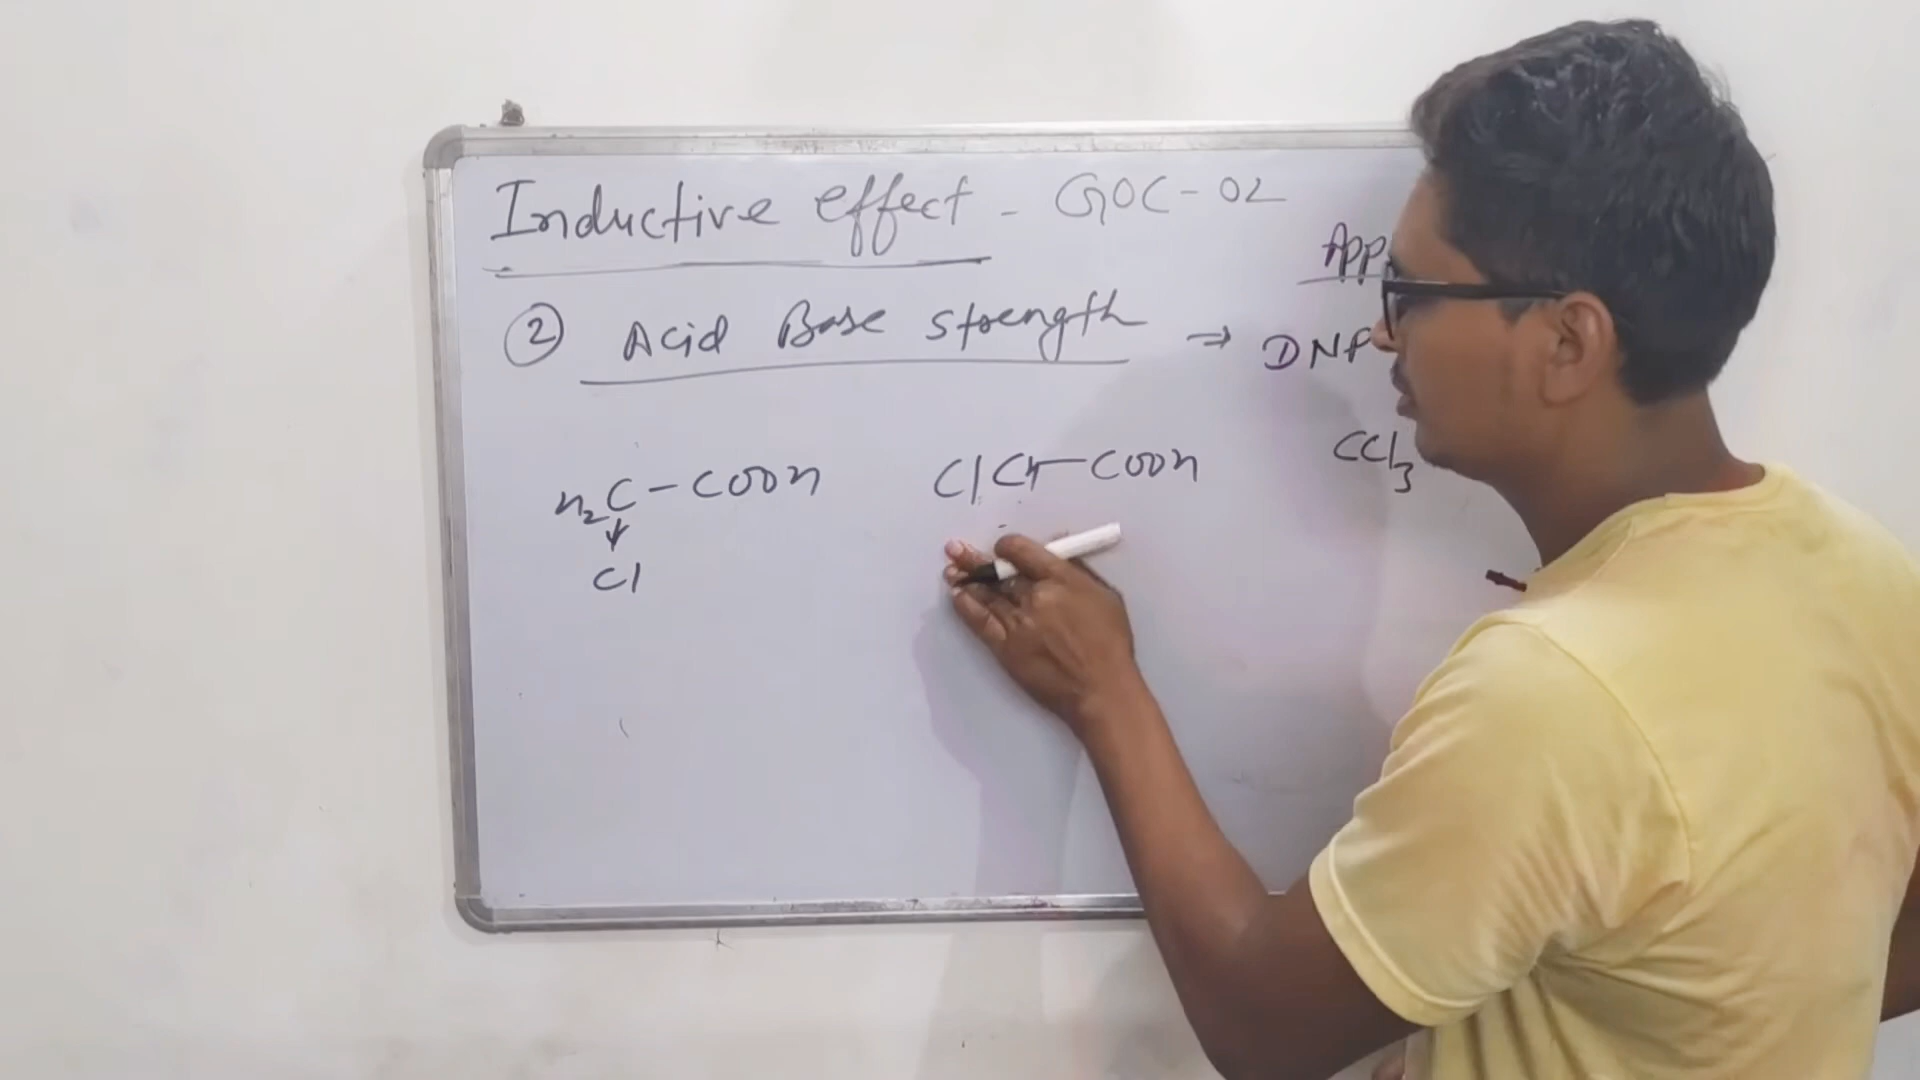 Inductive effect - GOC-02
App
② Acid Base Strength → DNP
H₂C-COOH ClCH-COOH CCl₃
↓
Cl